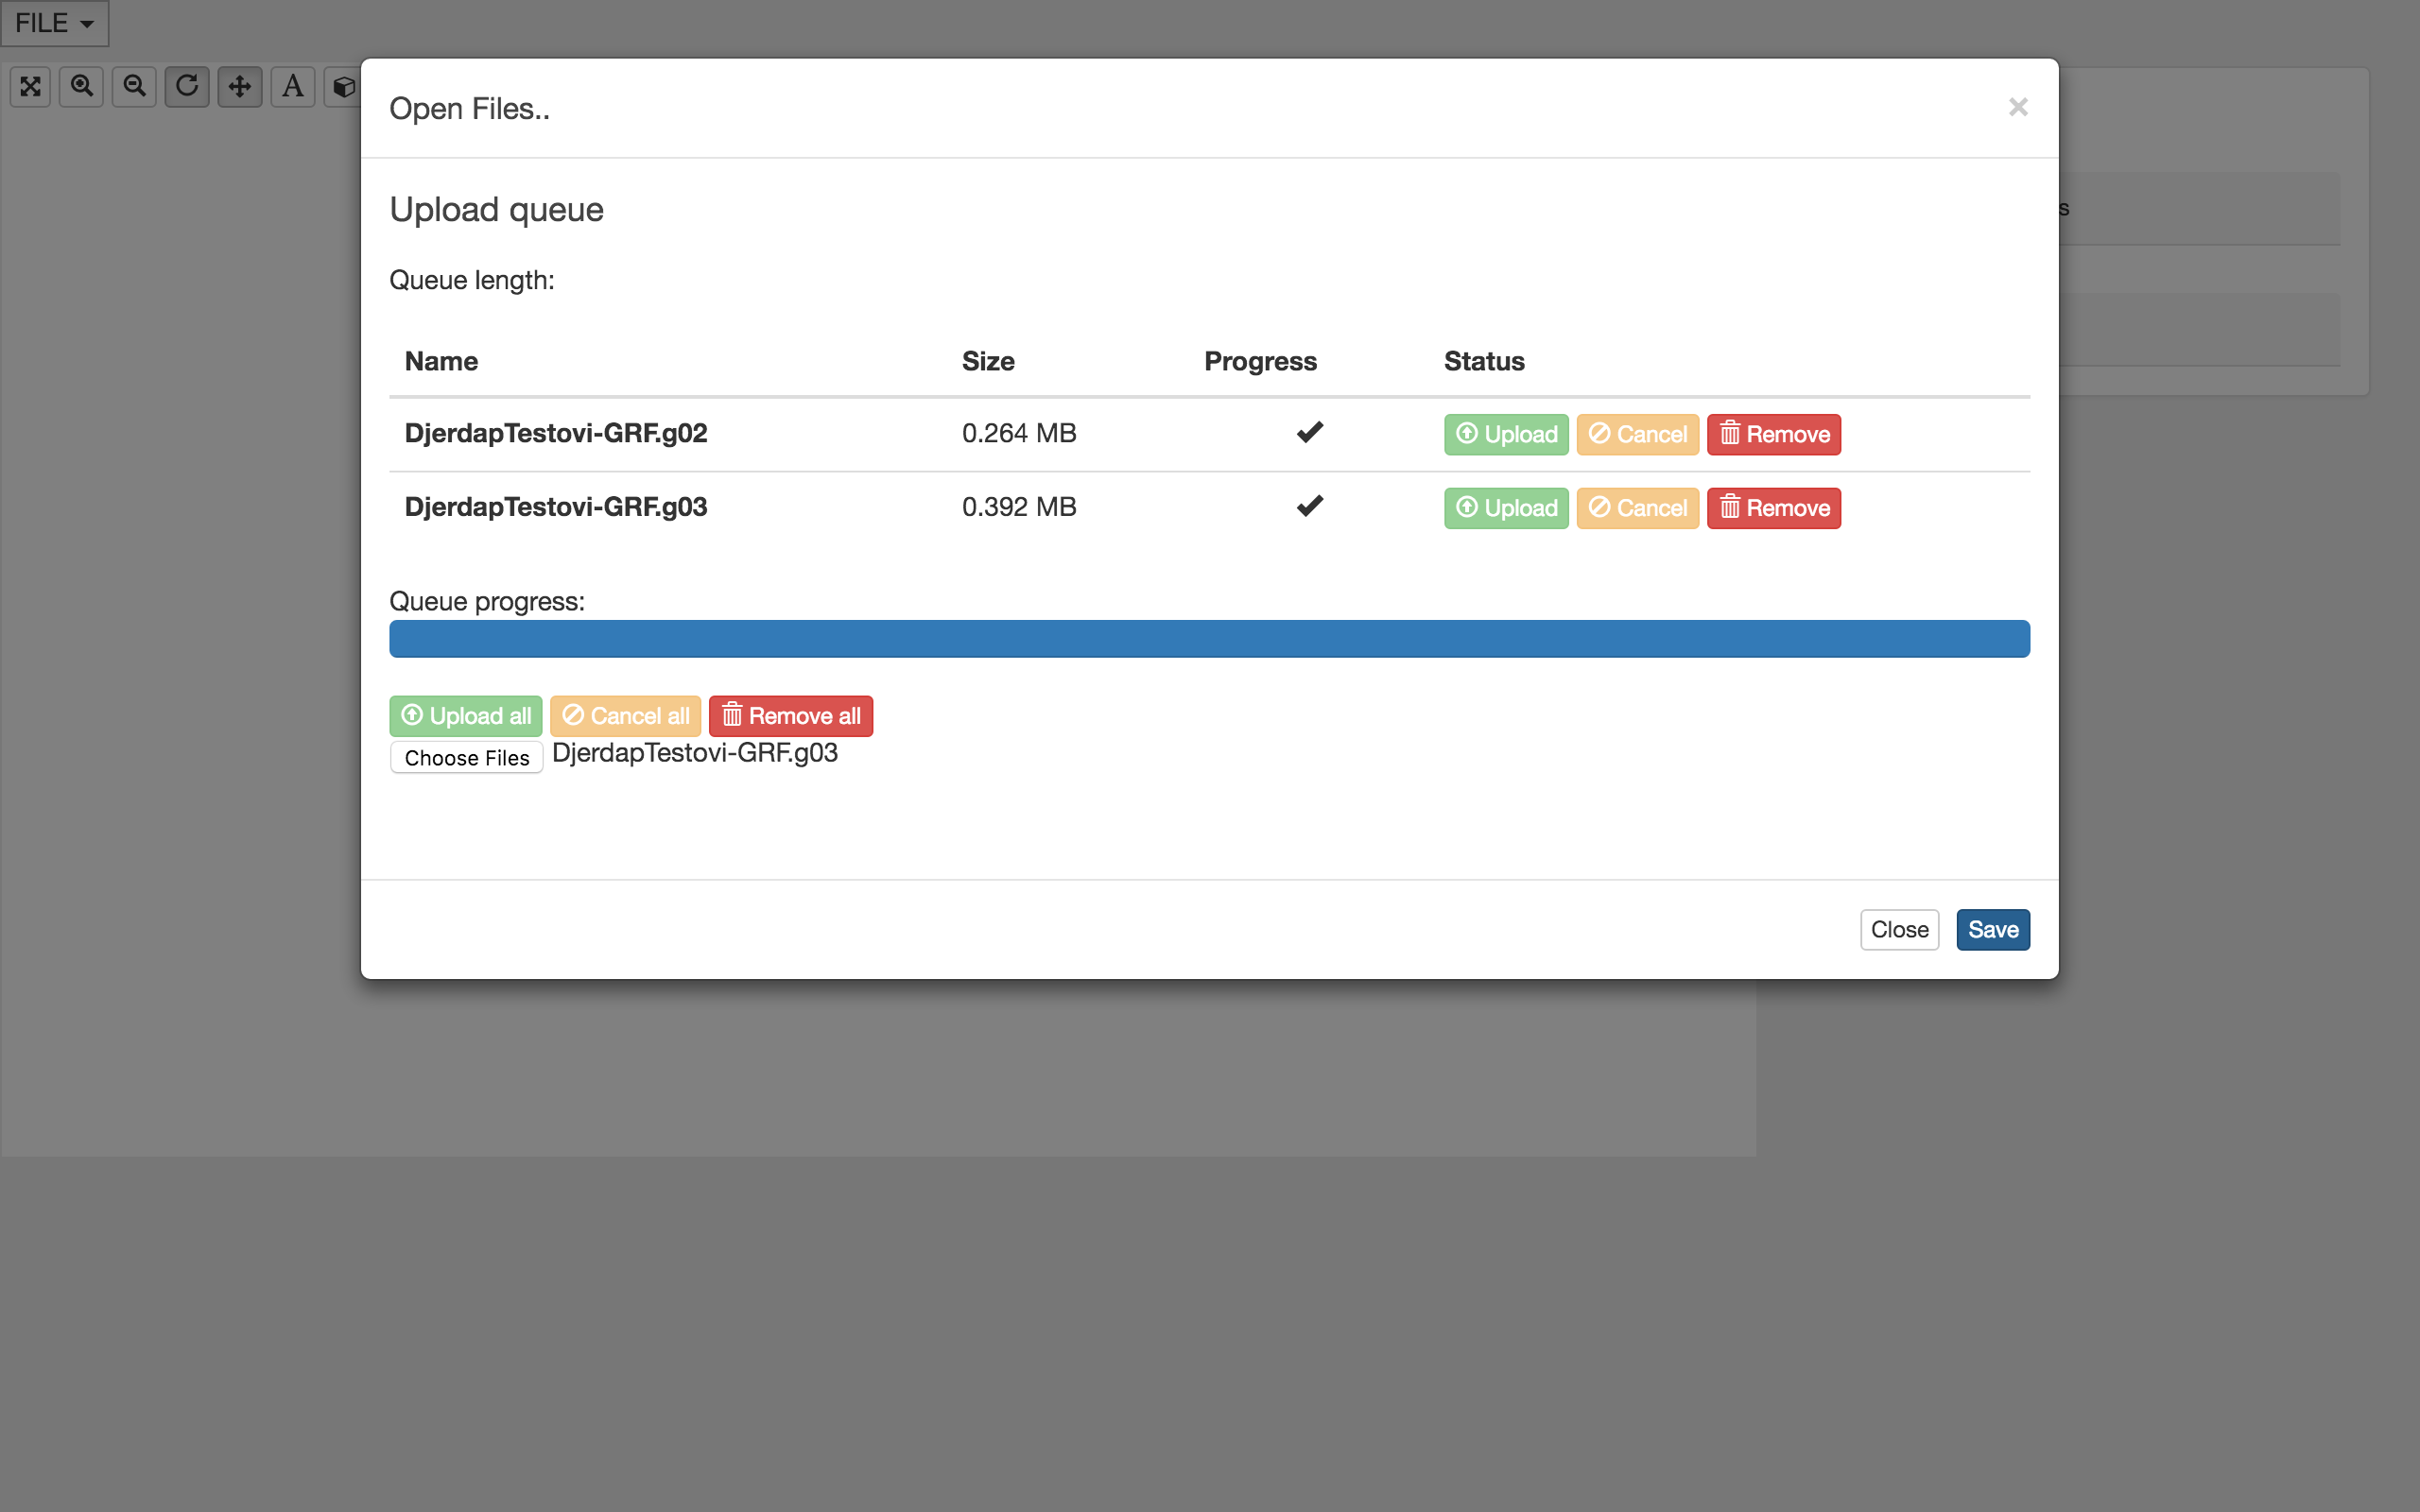 FILE
A
Open Files..
×
s
Upload queue
Queue length:
Name Size Progress Status
DjerdapTestovi-GRF.g02 0.264 MB Upload Cancel Remove
DjerdapTestovi-GRF.g03 0.392 MB Upload Cancel Remove
Queue progress:
Upload all Cancel all Remove all
Choose Files DjerdapTestovi-GRF.g03
Close Save